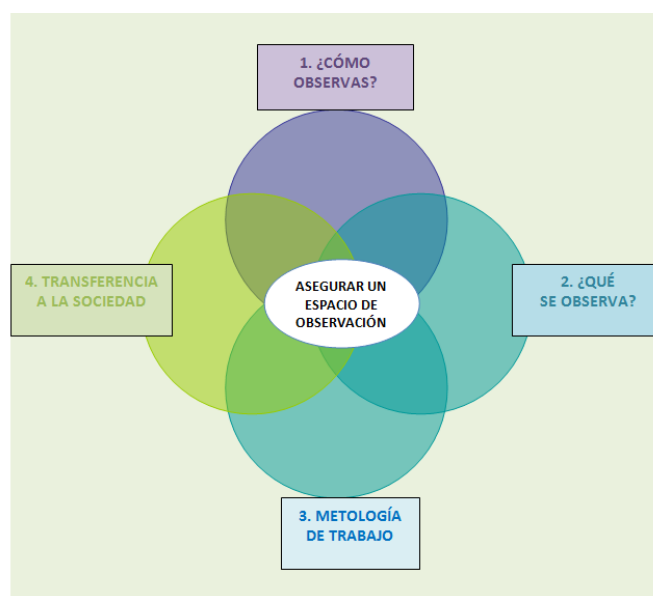 1. ¿CÓMO
OBSERVAS?
4. TRANSFERENCIA
A LA SOCIEDAD
ASEGURAR UN
ESPACIO DE
OBSERVACIÓN
2. ¿QUÉ
SE OBSERVA?
3. METOLOGÍA
DE TRABAJO